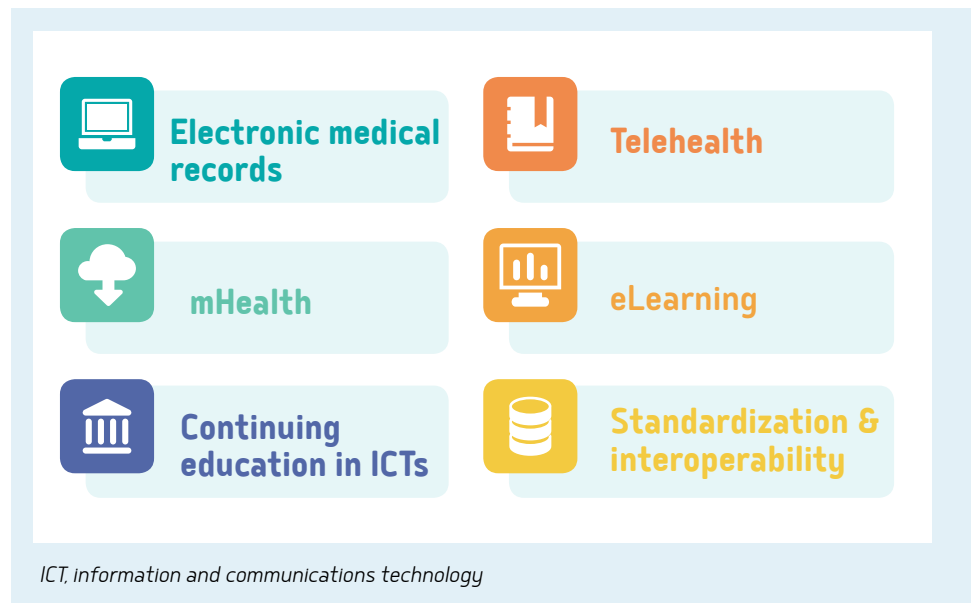 Electronic medical
records
Telehealth
mHealth
eLearning
Continuing
education in ICTs
Standardization &
interoperability
ICT, information and communications technology